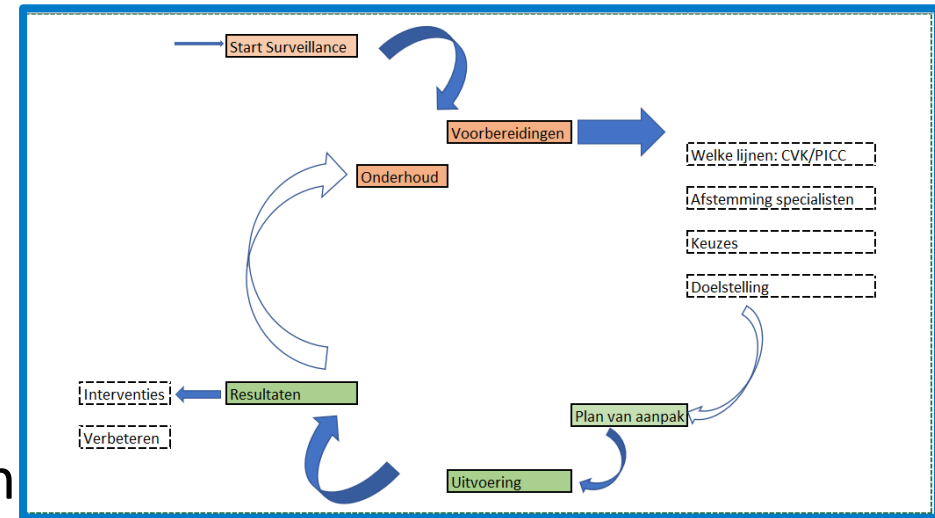 Start Surveillance
Voorbereidingen
Onderhoud
Welke lijnen: CVK/PICC
Afstemming specialisten
Keuzes
Doelstelling
Resultaten
Interventies
Verbeteren
Plan van aanpak
Uitvoering
n